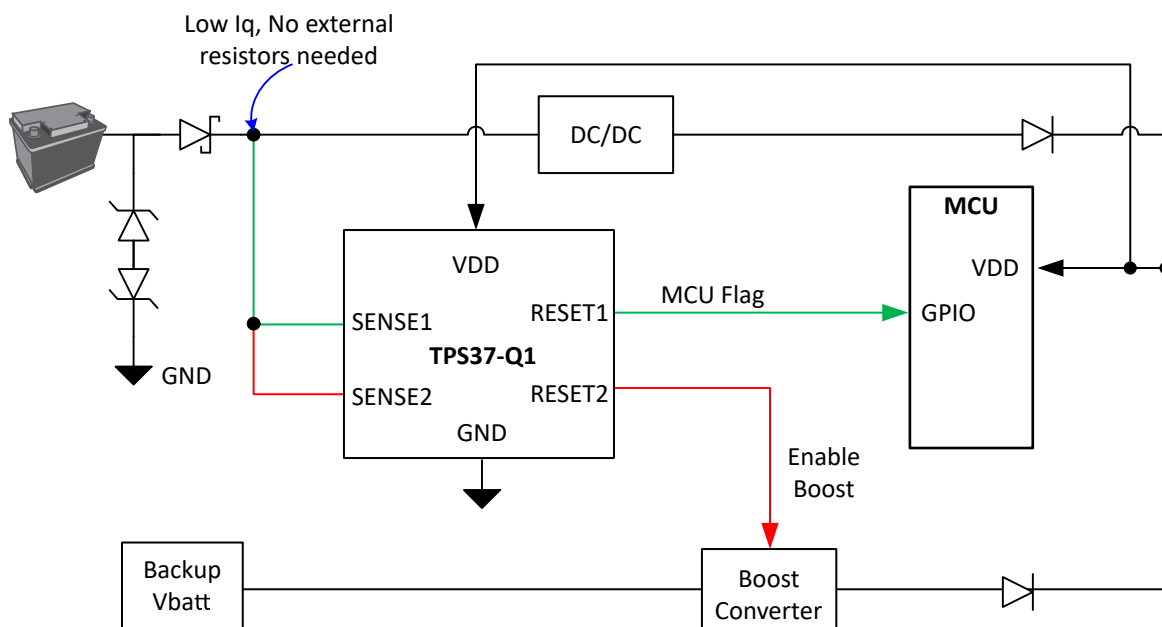 Low Iq, No external
resistors needed
DC/DC
MCU
VDD
GPIO
VDD
SENSE1
SENSE2
TPS37-Q1
RESET1
RESET2
GND
MCU Flag
GND
Enable
Boost
Backup
Vbatt
Boost
Converter